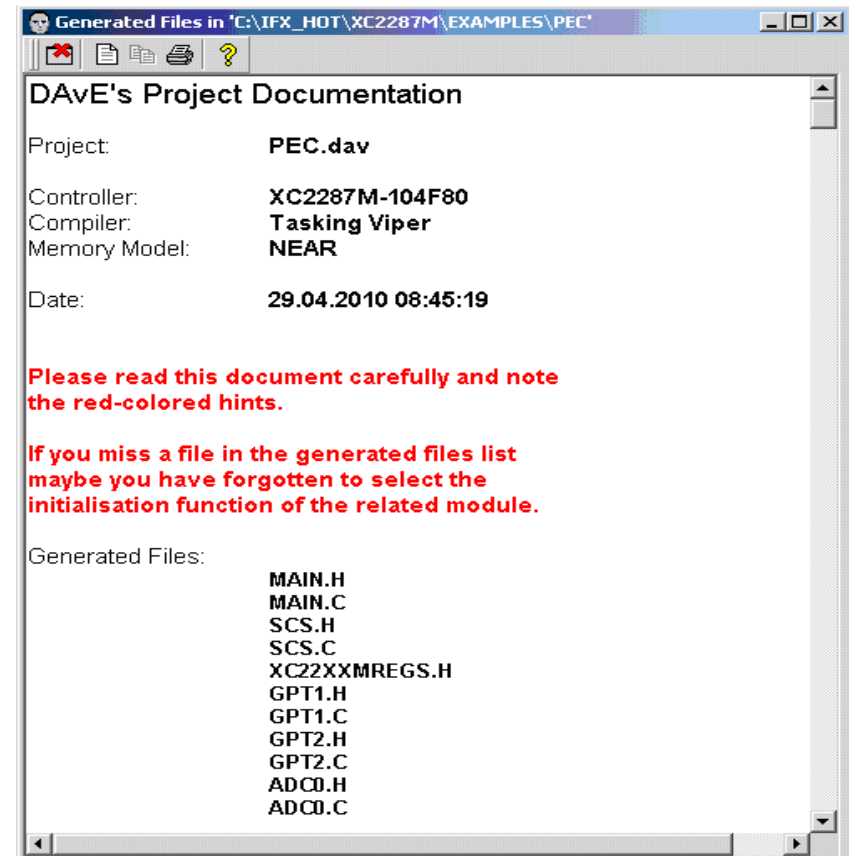 Generated Files in 'C:\IFX_HOT\XC2287M\EXAMPLES\PEC'
DAvE's Project Documentation
Project: PEC.dav
Controller: XC2287M-104F80
Compiler: Tasking Viper
Memory Model: NEAR
Date: 29.04.2010 08:45:19
Please read this document carefully and note
the red-colored hints.
If you miss a file in the generated files list
maybe you have forgotten to select the
initialisation function of the related module.
Generated Files:
MAIN.H
MAIN.C
SCS.H
SCS.C
XC22XXMREGS.H
GPT1.H
GPT1.C
GPT2.H
GPT2.C
ADC0.H
ADC0.C